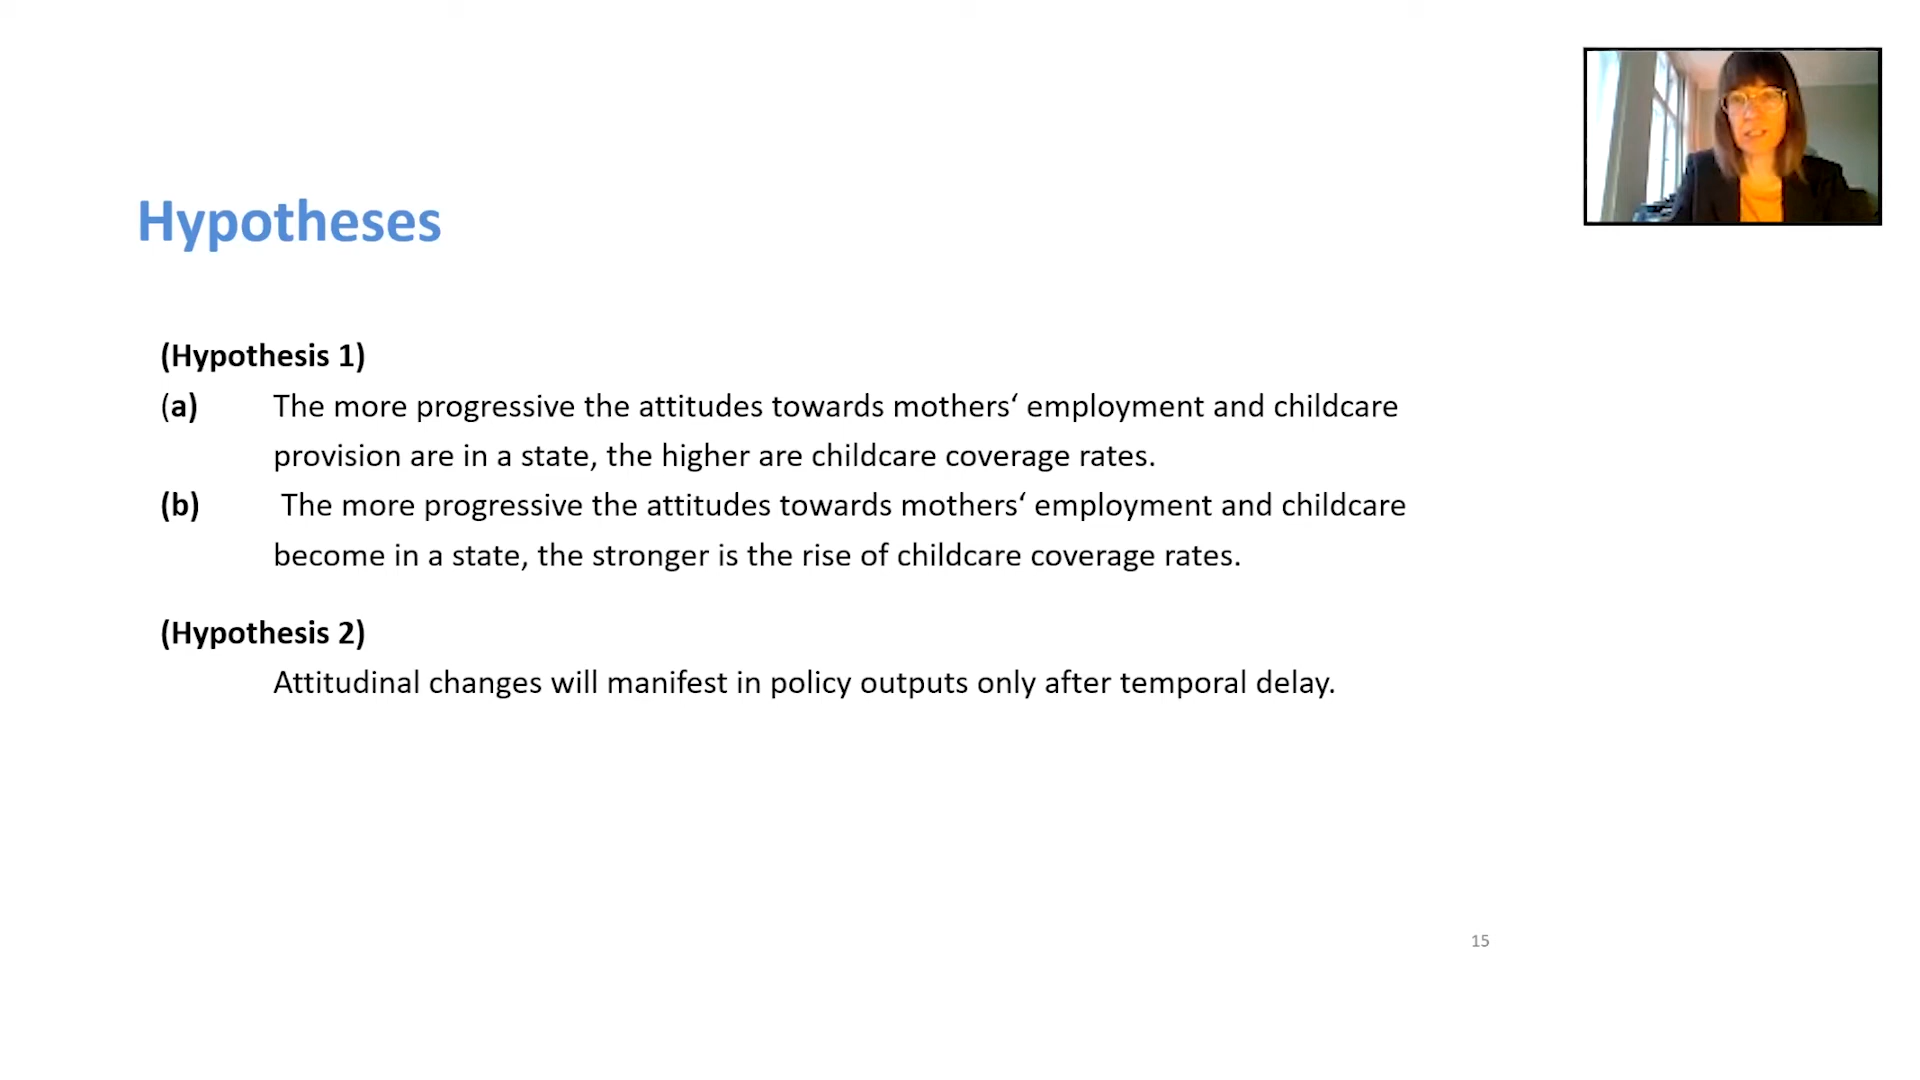 Hypotheses
(Hypothesis 1)
(a) The more progressive the attitudes towards mothers‘ employment and childcare
provision are in a state, the higher are childcare coverage rates.
(b) The more progressive the attitudes towards mothers‘ employment and childcare
become in a state, the stronger is the rise of childcare coverage rates.
(Hypothesis 2)
Attitudinal changes will manifest in policy outputs only after temporal delay.
15